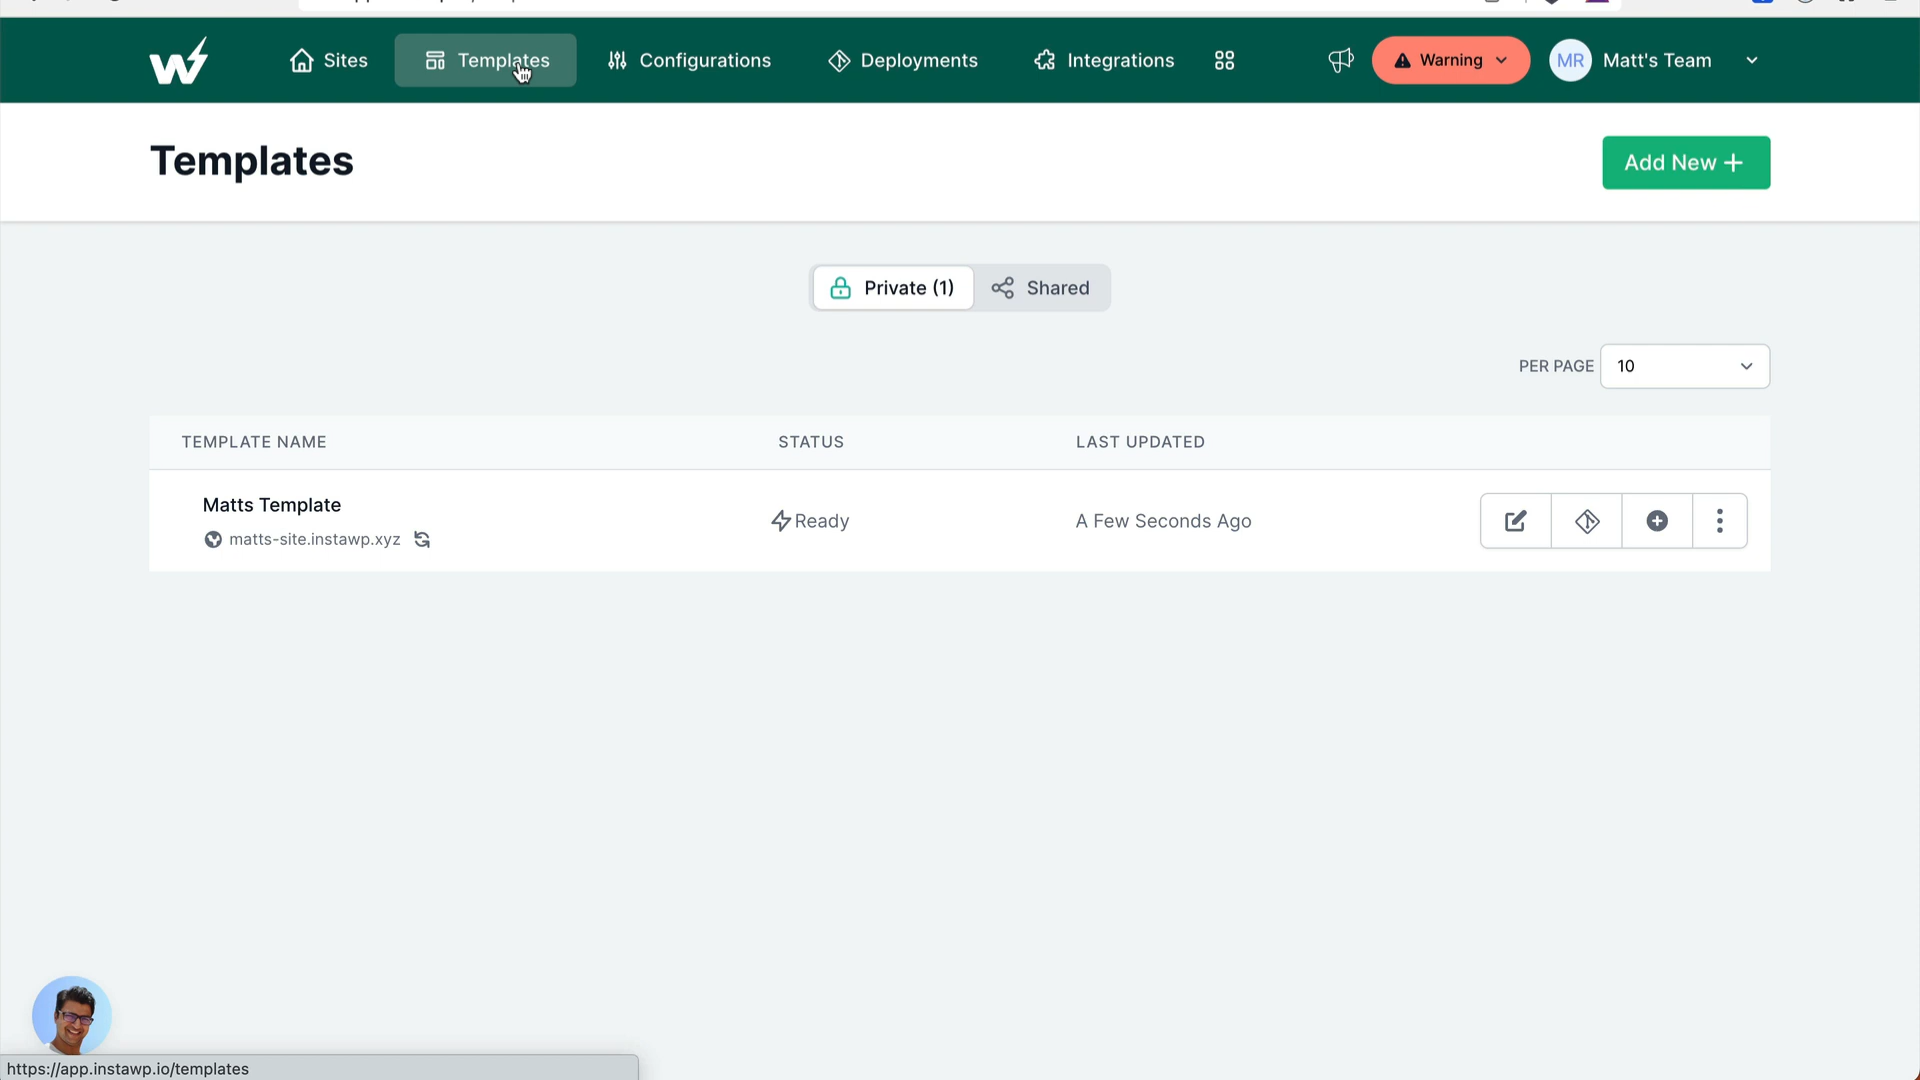 Sites
Templates
Configurations
Deployments
Integrations
Warning
MR
Matt's Team
Templates
Add New +
Private (1)
Shared
PER PAGE
10
TEMPLATE NAME
STATUS
LAST UPDATED
Matts Template
matts-site.instawp.xyz
Ready
A Few Seconds Ago
https://app.instawp.io/templates